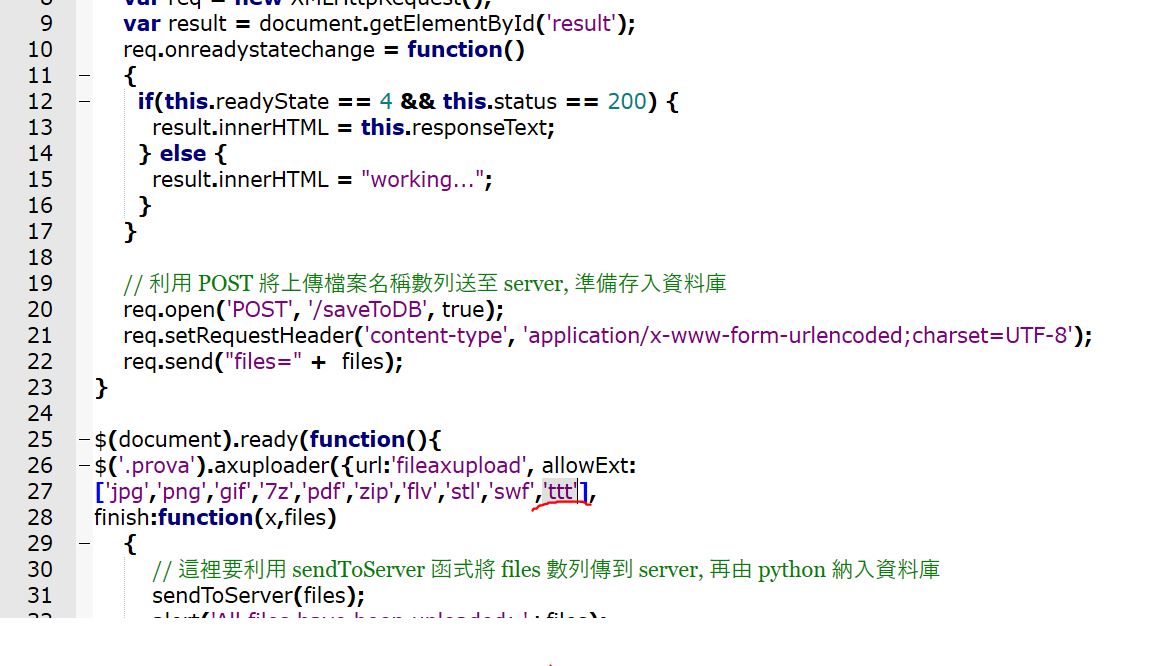 8 var req = new XMLHttpRequest();
9 var result = document.getElementById('result');
10 req.onreadystatechange = function()
11 {
12 if(this.readyState == 4 && this.status == 200) {
13 result.innerHTML = this.responseText;
14 } else {
15 result.innerHTML = "working...";
16 }
17 }
18
19 // 利用 POST 將上傳檔案名稱數列送至 server, 準備存入資料庫
20 req.open('POST', '/saveToDB', true);
21 req.setRequestHeader('content-type', 'application/x-www-form-urlencoded;charset=UTF-8');
22 req.send("files=" + files);
23 }
24
25 $(document).ready(function(){
26 $('.prova').axuploader({url:'fileaxupload', allowExt:
27 ['jpg','png','gif','7z','pdf','zip','flv','stl','swf','ttt'],
28 finish:function(x,files)
29 {
30 // 這裡要利用 sendToServer 函式將 files 數列傳到 server, 再由 python 納入資料庫
31 sendToServer(files);
32 alert('All files have been uploaded: '+files);